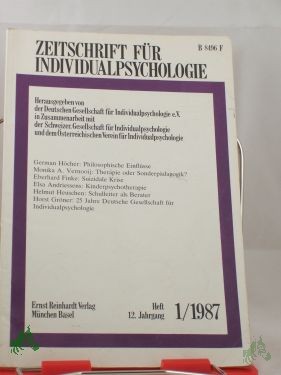 ZEITSCHRIFT FÜR
INDIVIDUALPSYCHOLOGIE
B 8496 F
Herausgegeben von
der Deutschen Gesellschaft für Individualpsychologie e.V.
in Zusammenarbeit mit
der Schweizer. Gesellschaft für Individualpsychologie
und dem Österreichischen Verein für Individualpsychologie
German Höcher: Philosophische Einflüsse
Monika A. Vernooij: Therapie oder Sonderpädagogik?
Eberhard Finke: Suizidale Krise
Elsa Andriessens: Kinderpsychotherapie
Helmut Heuschen: Schulleiter als Berater
Horst Gröner: 25 Jahre Deutsche Gesellschaft für
Individualpsychologie
Ernst Reinhardt Verlag
München Basel
Heft
12. Jahrgang
1/1987